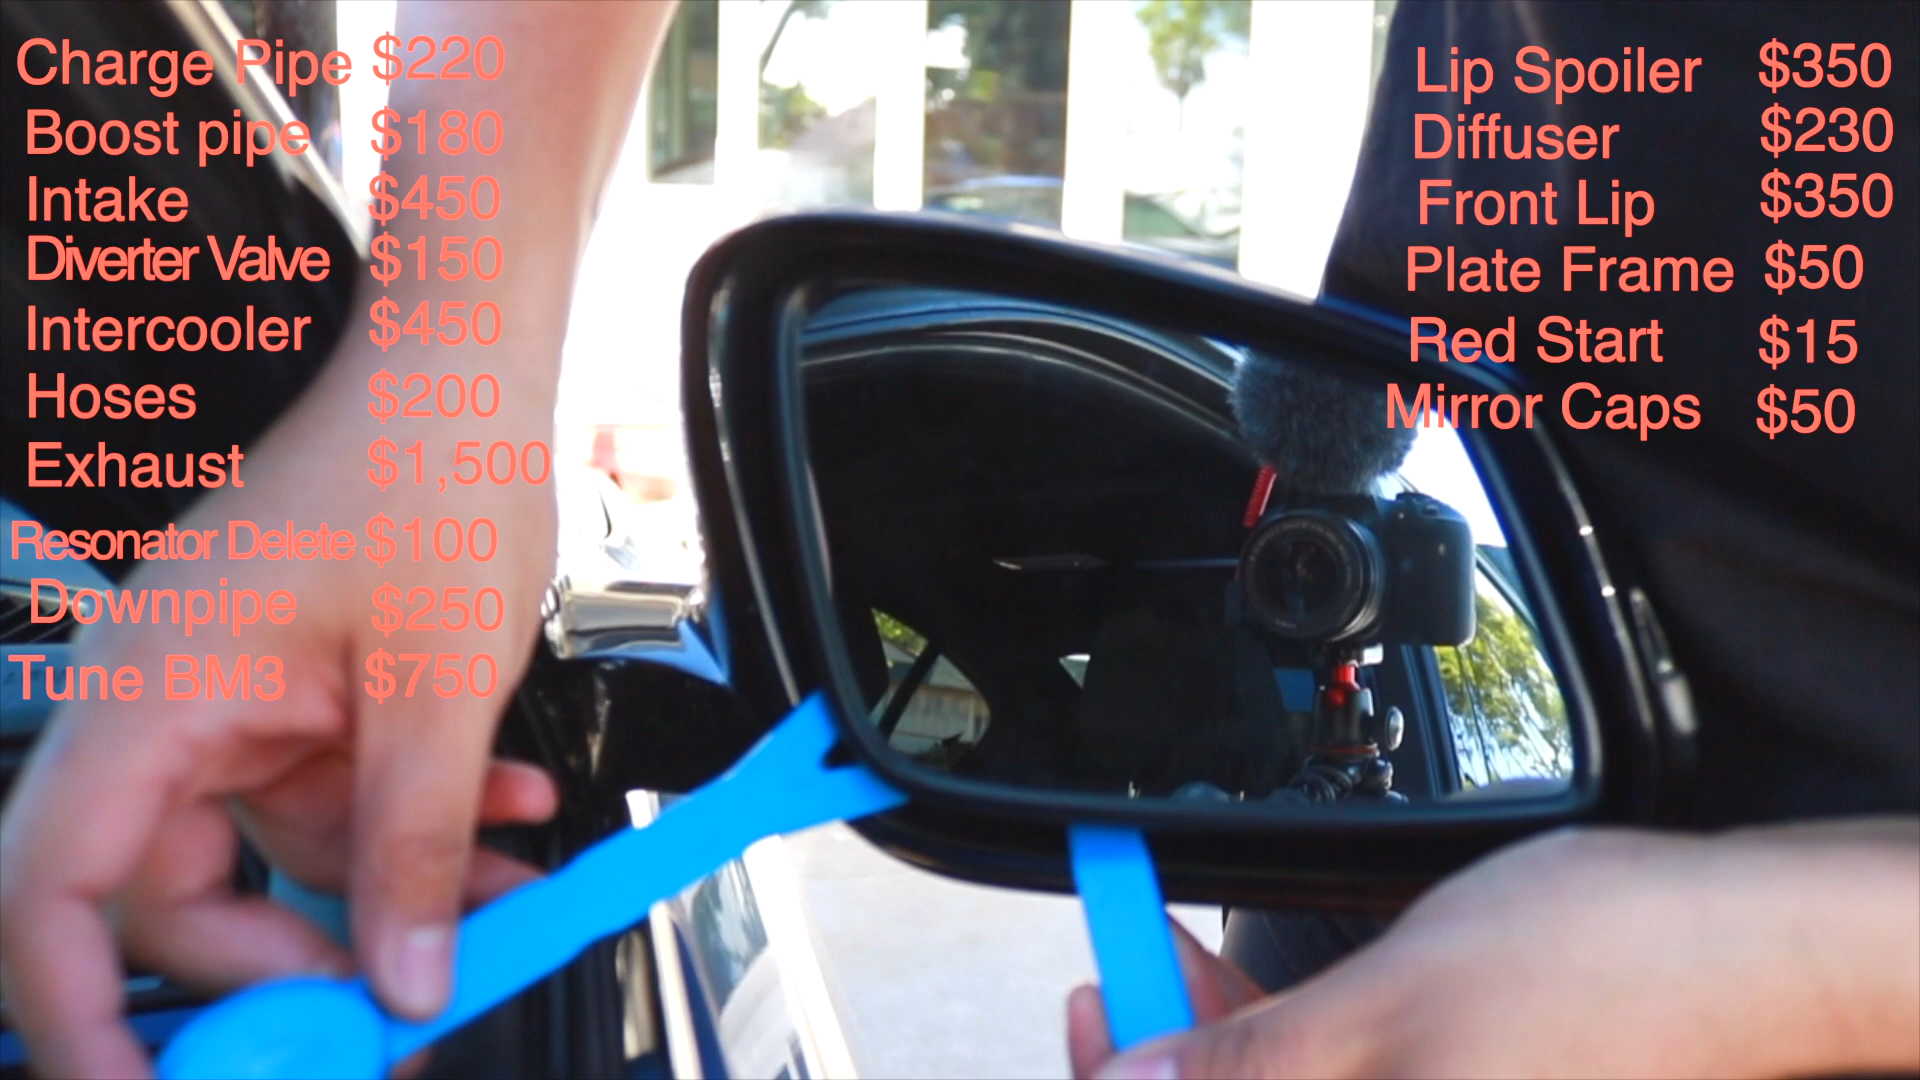 Charge Pipe $220
Boost pipe $180
Intake $450
Diverter Valve $150
Intercooler $450
Hoses $200
Exhaust $1,500
Resonator Delete $100
Downpipe $250
Tune BM3 $750
Lip Spoiler $350
Diffuser $230
Front Lip $350
Plate Frame $50
Red Start $15
Mirror Caps $50